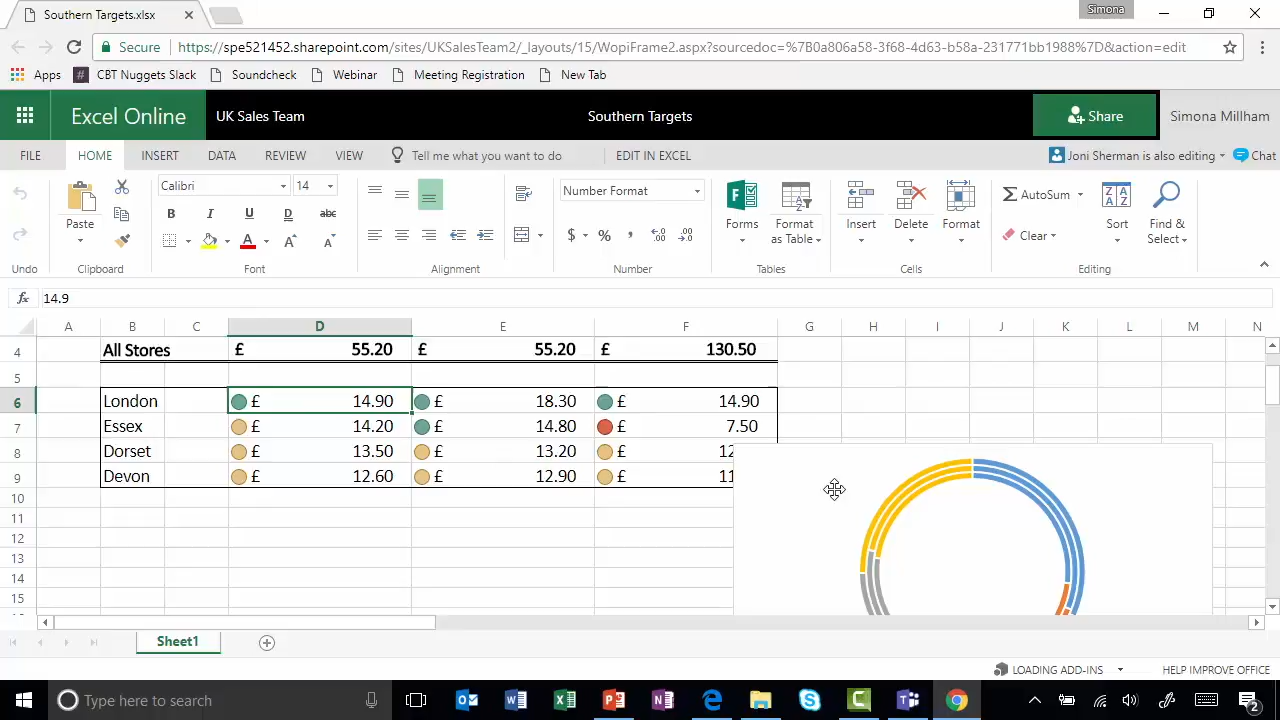 Southern Targets.xlsx
Simona
Secure
https://spe521452.sharepoint.com/sites/UKSalesTeam2/_layouts/15/WopiFrame2.aspx?sourcedoc=%7B0a806a58-3f68-4d63-b58a-231771bb1988%7D&action=edit
Apps
CBT Nuggets Slack
Soundcheck
Webinar
Meeting Registration
New Tab
Excel Online
UK Sales Team
Southern Targets
Share
Simona Millham
FILE
HOME
INSERT
DATA
REVIEW
VIEW
Tell me what you want to do
EDIT IN EXCEL
Joni Sherman is also editing
Chat
Calibri
14
Number Format
Paste
B I U D abc
A A A
$ % ,
.00
.00
Forms
Format as Table
Insert
Delete
Format
AutoSum
Clear
Sort
Find & Select
Undo
Clipboard
Font
Alignment
Number
Tables
Cells
Editing
fx 14.9
A B C D E F G H I J K L M N
4 All Stores £ 55.20 £ 55.20 £ 130.50
5
6 London £ 14.90 £ 18.30 £ 14.90
7 Essex £ 14.20 £ 14.80 £ 7.50
8 Dorset £ 13.50 £ 13.20 £ 12
9 Devon £ 12.60 £ 12.90 £ 11
10
11
12
13
14
15
Sheet1
LOADING ADD-INS
HELP IMPROVE OFFICE
Type here to search
2